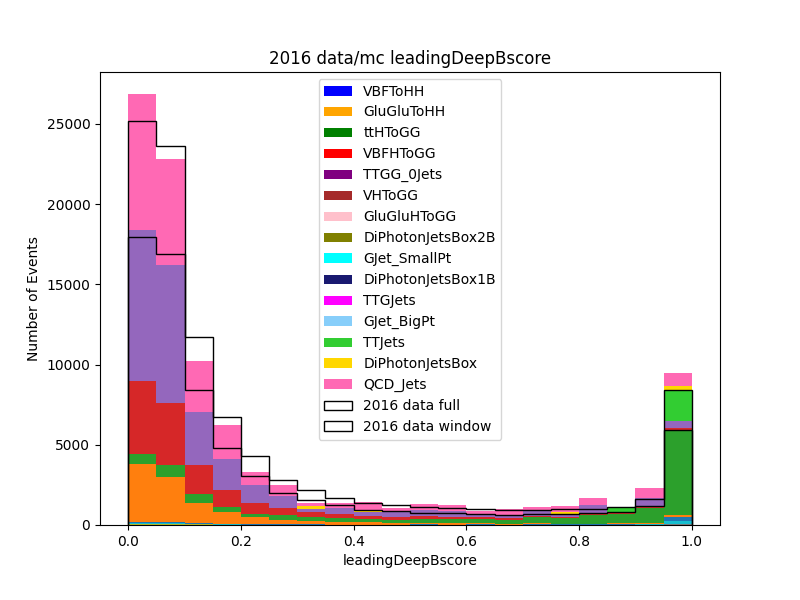 2016 data/mc leadingDeepBscore
Number of Events
25000
20000
15000
10000
5000
0
VBFToHH
GluGluToHH
ttHToGG
VBFHToGG
TTGG_0Jets
VHToGG
GluGluHToGG
DiPhotonJetsBox2B
GJet_SmallPt
DiPhotonJetsBox1B
TTGJets
GJet_BigPt
TTJets
DiPhotonJetsBox
QCD_Jets
2016 data full
2016 data window
0.0 0.2 0.4 0.6 0.8 1.0
leadingDeepBscore